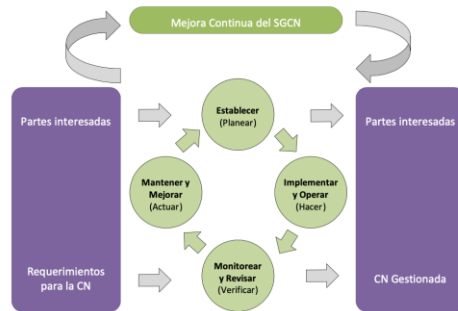 Mejora Continua del SGCN
Partes interesadas
Establecer
(Planear)
Partes interesadas
Mantener y
Mejorar
(Actuar)
Implementar
y Operar
(Hacer)
Requerimientos
para la CN
Monitorear
y Revisar
(Verificar)
CN Gestionada